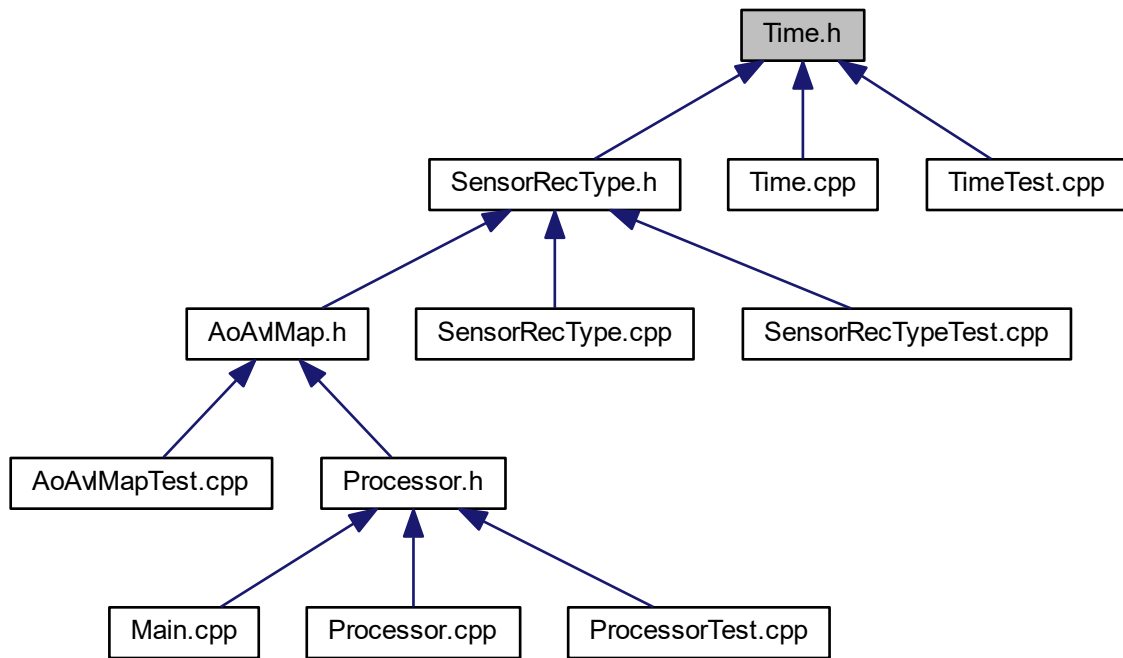 Time.h
SensorRecType.h
Time.cpp
TimeTest.cpp
AoAvlMap.h
SensorRecType.cpp
SensorRecTypeTest.cpp
AoAvlMapTest.cpp
Processor.h
Main.cpp
Processor.cpp
ProcessorTest.cpp